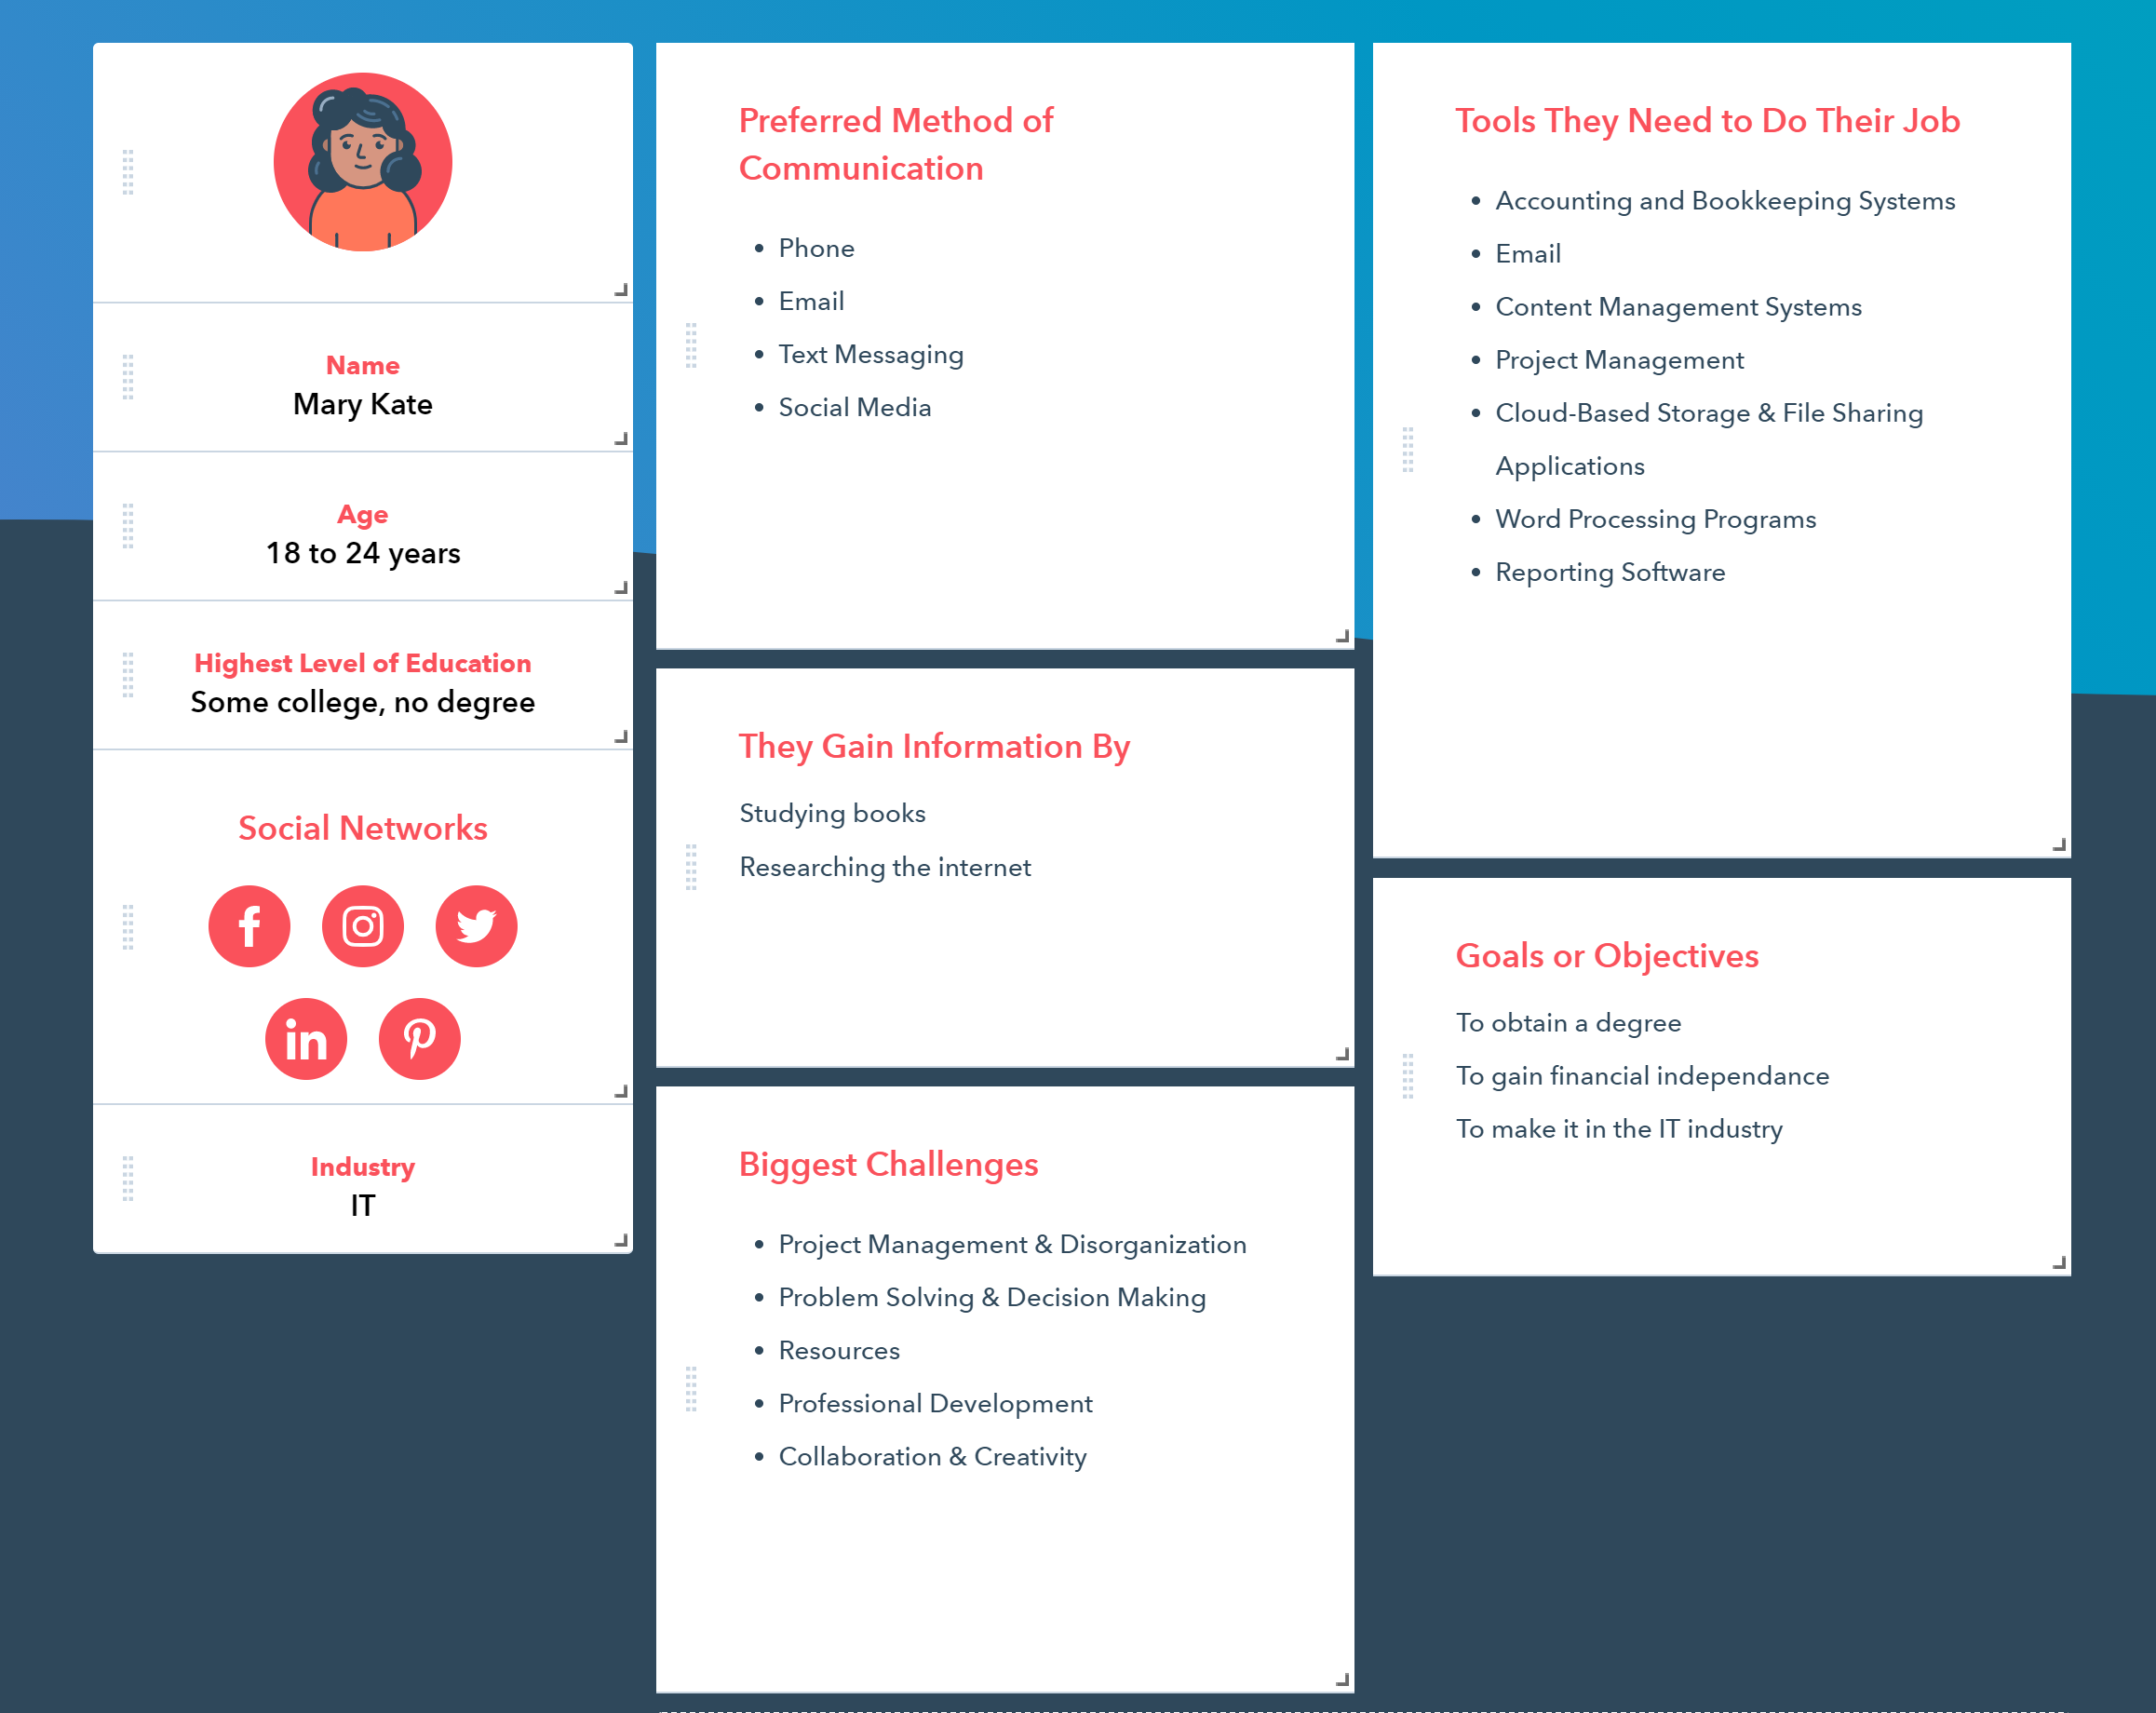 Name
Mary Kate
Age
18 to 24 years
Highest Level of Education
Some college, no degree
Social Networks
f
in
Industry
IT
Preferred Method of
Communication
• Phone
• Email
• Text Messaging
• Social Media
They Gain Information By
Studying books
Researching the internet
Biggest Challenges
• Project Management & Disorganization
• Problem Solving & Decision Making
• Resources
• Professional Development
• Collaboration & Creativity
Tools They Need to Do Their Job
• Accounting and Bookkeeping Systems
• Email
• Content Management Systems
• Project Management
• Cloud-Based Storage & File Sharing
Applications
• Word Processing Programs
• Reporting Software
Goals or Objectives
To obtain a degree
To gain financial independance
To make it in the IT industry